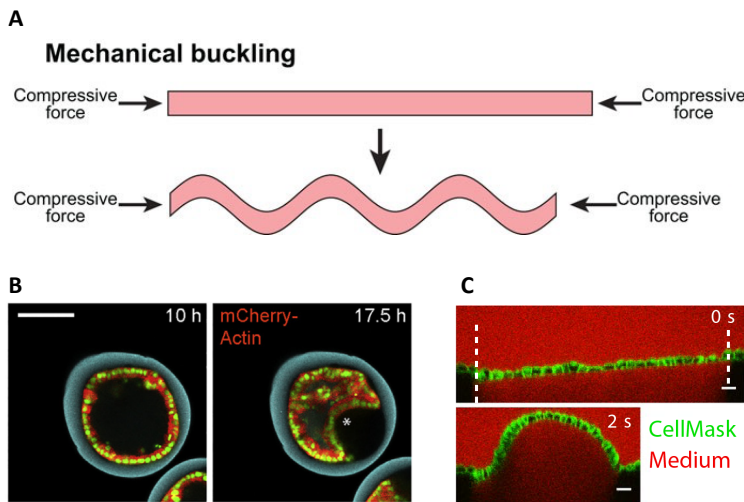 A
Mechanical buckling
Compressive
force
Compressive
force
Compressive
force
Compressive
force
B
10 h
mCherry-
Actin
17.5 h
*
C
0 s
2 s
CellMask
Medium